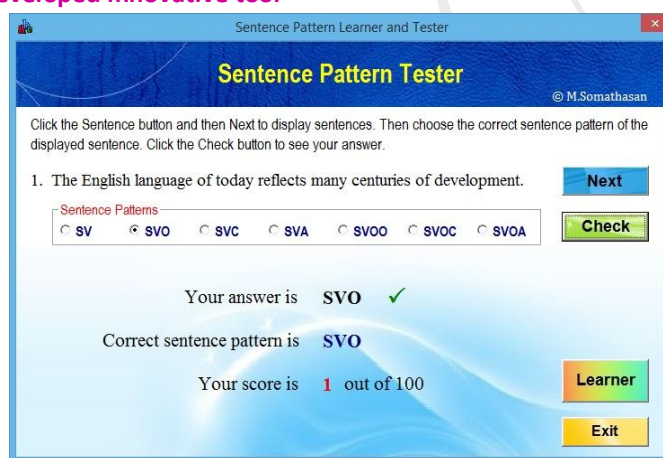 developed innovative tool
Sentence Pattern Learner and Tester
Sentence Pattern Tester
© M.Somathasan
Click the Sentence button and then Next to display sentences. Then choose the correct sentence pattern of the
displayed sentence. Click the Check button to see your answer.
1. The English language of today reflects many centuries of development.
Next
Sentence Patterns
SV SVO SVC SVA SVOO SVOC SVOA
Check
Your answer is SVO ✓
Correct sentence pattern is SVO
Your score is 1 out of 100
Learner
Exit